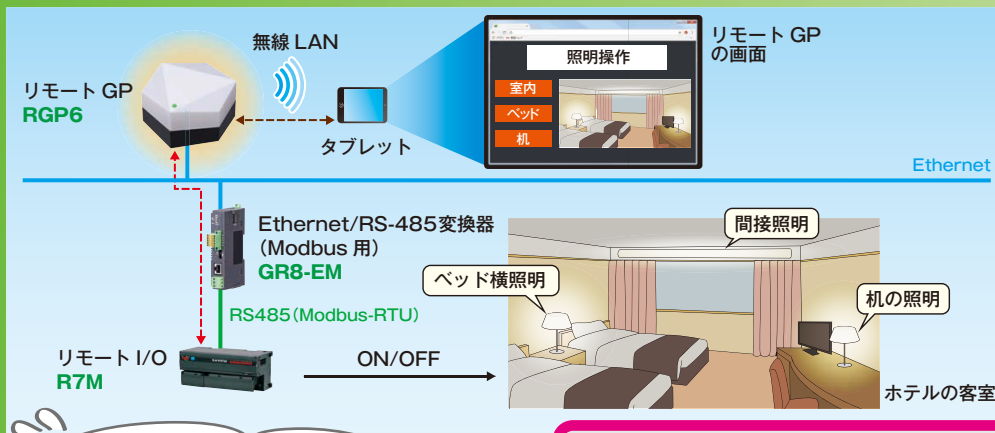 無線 LAN
リモート GP
RGP6
タブレット
照明操作
室内
ベッド
机
リモート GP
の画面
Ethernet
Ethernet/RS-485変換器
（Modbus 用）
GR8-EM
RS485（Modbus-RTU）
リモート I/O
R7M
ON/OFF
間接照明
ベッド横照明
机の照明
ホテルの客室